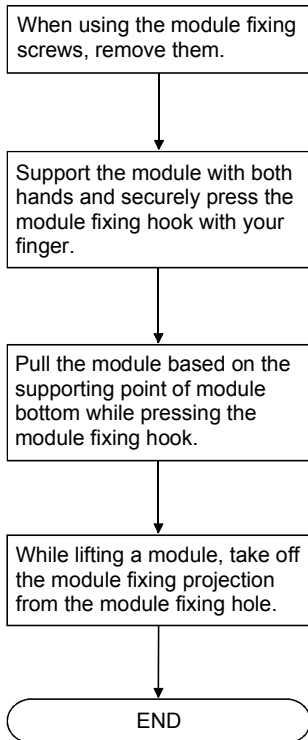 When using the module fixing
screws, remove them.
Support the module with both
hands and securely press the
module fixing hook with your
finger.
Pull the module based on the
supporting point of module
bottom while pressing the
module fixing hook.
While lifting a module, take off
the module fixing projection
from the module fixing hole.
END